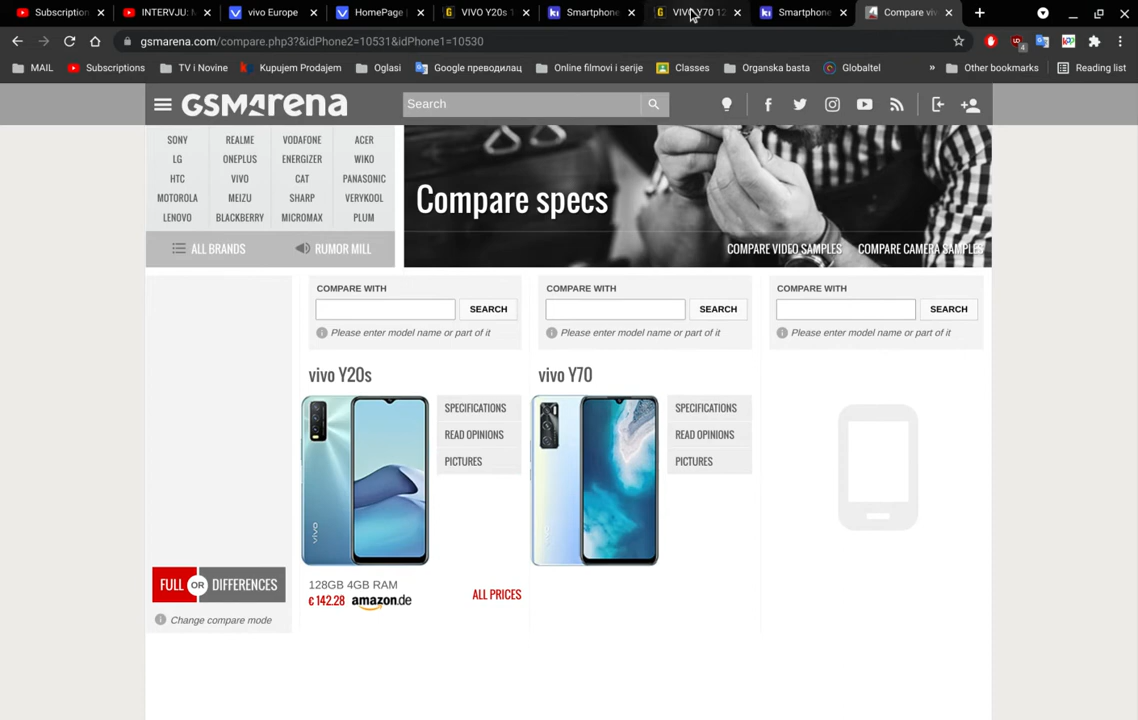 Subscription INTERVJU: M vivo Europe HomePage | VIVO Y20s 1 Smartphone VIVO Y70 12 Smartphone Compare viv
gsmarena.com/compare.php3?&idPhone2=10531&idPhone1=10530
MAIL Subscriptions TV i Novine Kupujem Prodajem Oglasi Google преводилац Online filmovi i serije Classes Organska basta Globaltel » Other bookmarks Reading list
GSMARENA Search
SONY REALME VODAFONE ACER
LG ONEPLUS ENERGIZER WIKO
HTC VIVO CAT PANASONIC
MOTOROLA MEIZU SHARP VERYKOOL
LENOVO BLACKBERRY MICROMAX PLUM
ALL BRANDS RUMOR MILL
Compare specs
COMPARE VIDEO SAMPLES COMPARE CAMERA SAMPLES
COMPARE WITH COMPARE WITH COMPARE WITH
SEARCH SEARCH SEARCH
Please enter model name or part of it Please enter model name or part of it Please enter model name or part of it
vivo Y20s vivo Y70
SPECIFICATIONS SPECIFICATIONS
READ OPINIONS READ OPINIONS
PICTURES PICTURES
FULL OR DIFFERENCES
Change compare mode
128GB 4GB RAM
€ 142.28 amazon.de ALL PRICES